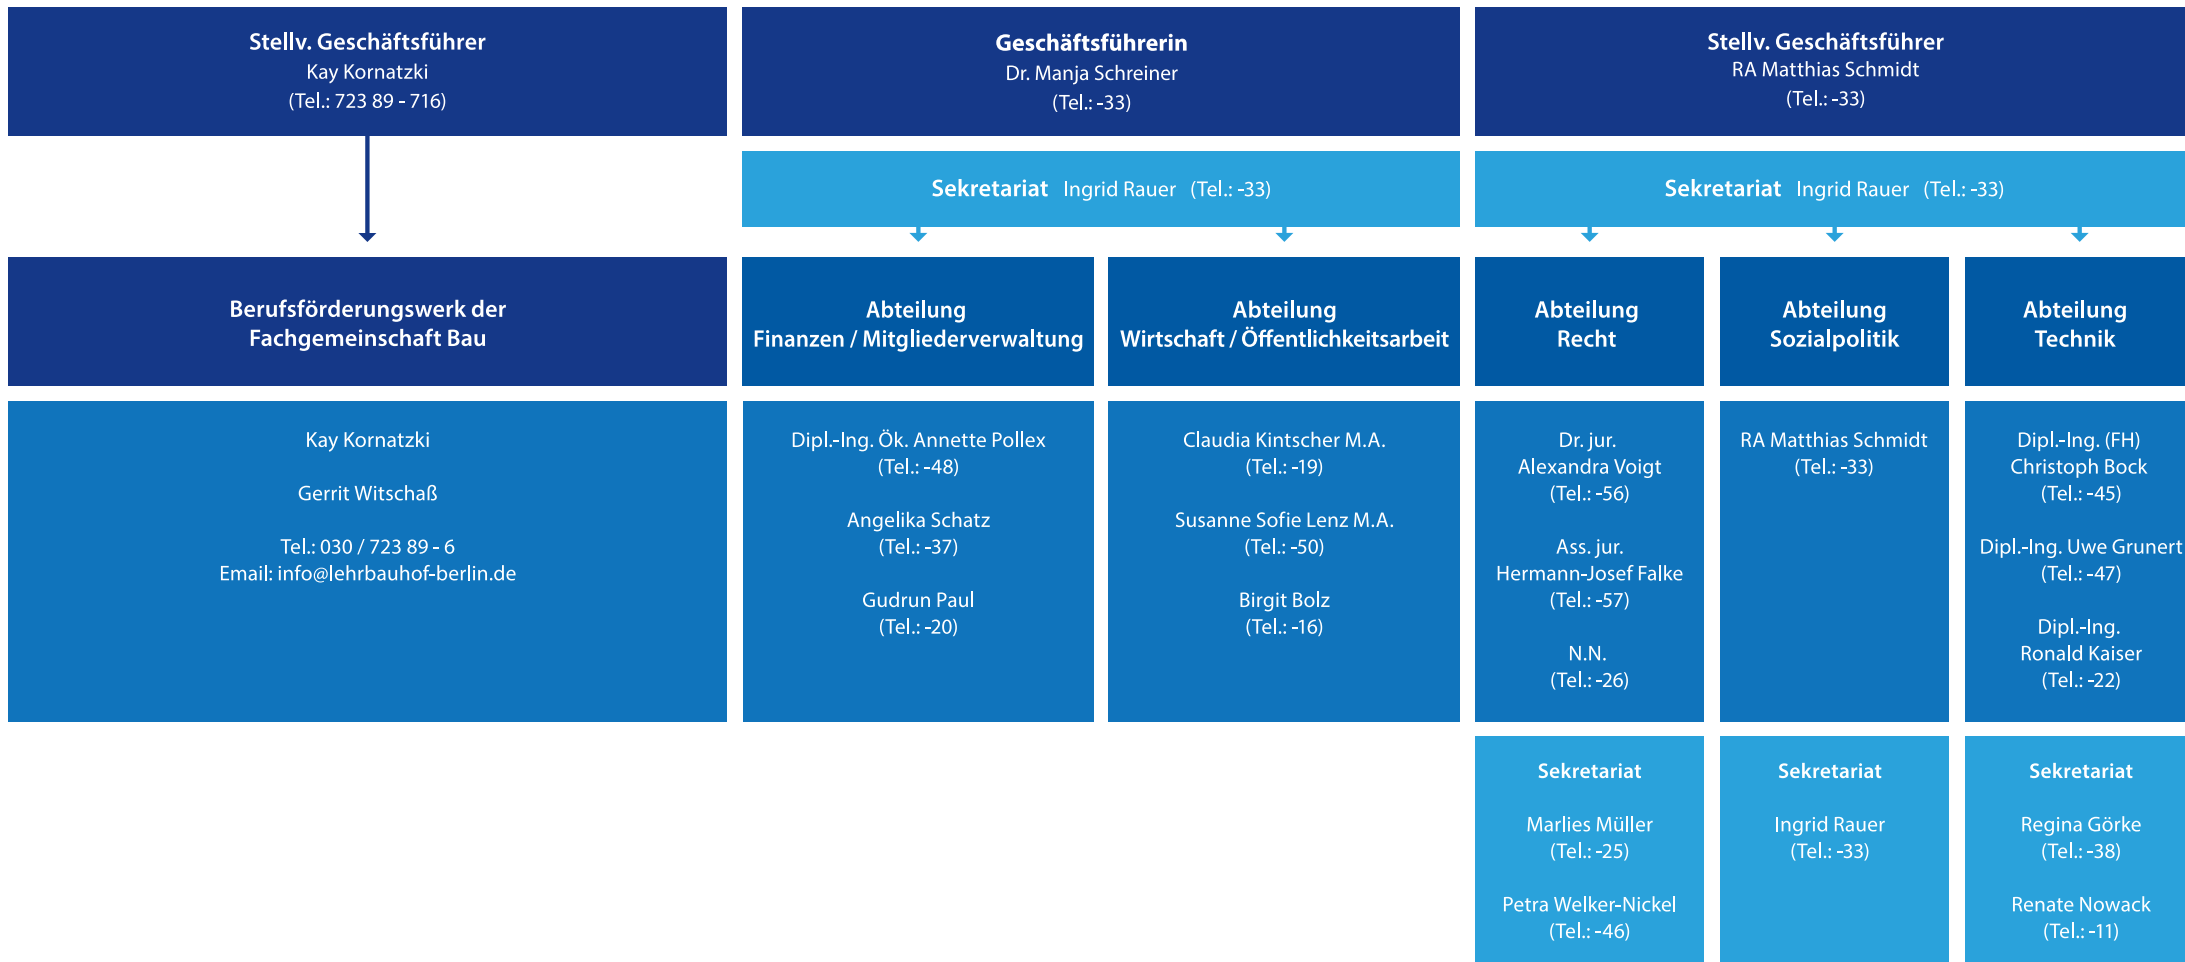 Stellv. Geschäftsführer
Kay Kornatzki
(Tel.: 723 89 - 716)
Geschäftsführerin
Dr. Manja Schreiner
(Tel.: -33)
Stellv. Geschäftsführer
RA Matthias Schmidt
(Tel.: -33)
Sekretariat Ingrid Rauer (Tel.: -33)
Sekretariat Ingrid Rauer (Tel.: -33)
Berufsförderungswerk der
Fachgemeinschaft Bau
Abteilung
Finanzen / Mitgliederverwaltung
Abteilung
Wirtschaft / Öffentlichkeitsarbeit
Abteilung
Recht
Abteilung
Sozialpolitik
Abteilung
Technik
Kay Kornatzki
Gerrit Witschaß
Tel.: 030 / 723 89 - 6
Email: info@lehrbauhof-berlin.de
Dipl.-Ing. Ök. Annette Pollex
(Tel.: -48)
Angelika Schatz
(Tel.: -37)
Gudrun Paul
(Tel.: -20)
Claudia Kintscher M.A.
(Tel.: -19)
Susanne Sofie Lenz M.A.
(Tel.: -50)
Birgit Bolz
(Tel.: -16)
Dr. jur.
Alexandra Voigt
(Tel.: -56)
Ass. jur.
Hermann-Josef Falke
(Tel.: -57)
N.N.
(Tel.: -26)
RA Matthias Schmidt
(Tel.: -33)
Dipl.-Ing. (FH)
Christoph Bock
(Tel.: -45)
Dipl.-Ing. Uwe Grunert
(Tel.: -47)
Dipl.-Ing.
Ronald Kaiser
(Tel.: -22)
Sekretariat
Marlies Müller
(Tel.: -25)
Petra Welker-Nickel
(Tel.: -46)
Sekretariat
Ingrid Rauer
(Tel.: -33)
Sekretariat
Regina Görke
(Tel.: -38)
Renate Nowack
(Tel.: -11)